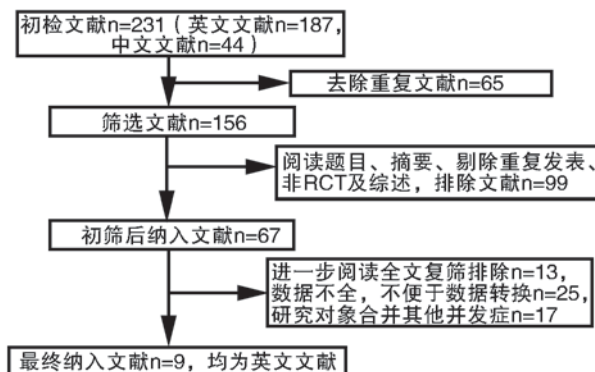 初检文献n=231（英文文献n=187,
中文文献n=44）
去除重复文献n=65
筛选文献n=156
阅读题目、摘要、剔除重复发表、
非RCT及综述，排除文献n=99
初筛后纳入文献n=67
进一步阅读全文复筛排除n=13，
数据不全，不便于数据转换n=25，
研究对象合并其他并发症n=17
最终纳入文献n=9，均为英文文献